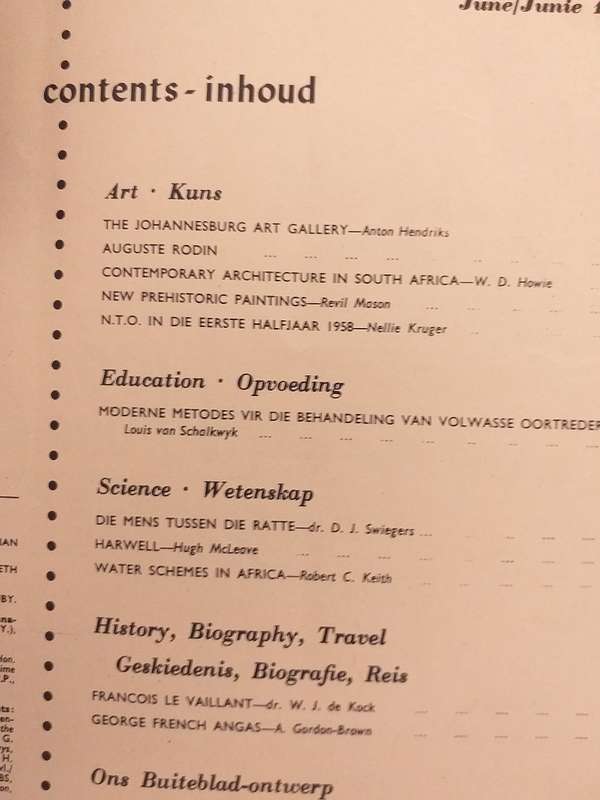 June/Junie
contents - inhoud
Art · Kuns
THE JOHANNESBURG ART GALLERY—Anton Hendriks
AUGUSTE RODIN
CONTEMPORARY ARCHITECTURE IN SOUTH AFRICA—W. D. Howie
NEW PREHISTORIC PAINTINGS—Revil Mason
N.T.O. IN DIE EERSTE HALFJAAR 1958—Nellie Kruger
Education · Opvoeding
MODERNE METODES VIR DIE BEHANDELING VAN VOLWASSE OORTREDER
Louis van Schalkwyk
Science · Wetenskap
DIE MENS TUSSEN DIE RATTE—dr. D. J. Swiegers ...
HARWELL—Hugh McLeave
WATER SCHEMES IN AFRICA—Robert C. Keith
History, Biography, Travel
Geskiedenis, Biografie, Reis
FRANCOIS LE VAILLANT—dr. W. J. de Kock
GEORGE FRENCH ANGAS—A. Gordon-Brown
Ons Buiteblad-ontwerp